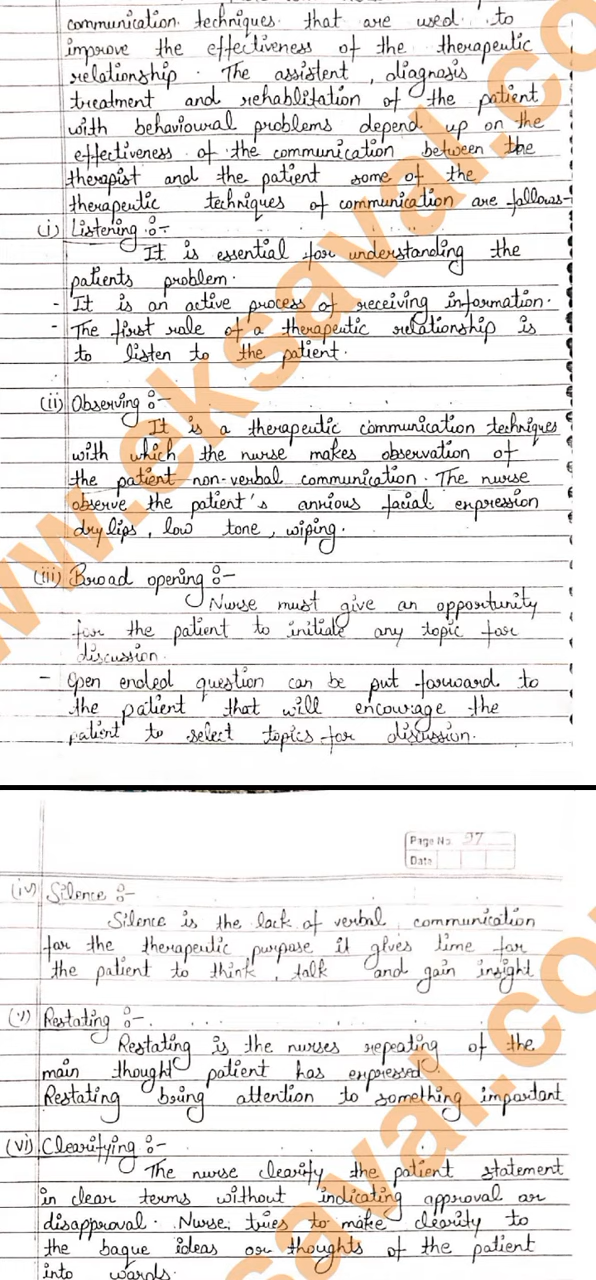 communication techniques that are used to
improve the effectiveness of the therapeutic
relationship. The assistent, diagnosis
treatment and rehablitation of the patient
with behavioural problems depend up on the
effectiveness of the communication between the
therapist and the patient some of the
therapeutic techniques of communication are follows-
(i) Listening :-
It is essential for understanding the
patients problem.
- It is an active process of receiving information.
- The first role of a therapeutic relationship is
to listen to the patient.
(ii) Observing :-
It is a therapeutic communication techniques
with which the nurse makes observation of
the patient non-verbal communication. The nurse
observe the patient's anxious facial expression
dry lips, low tone, wiping.
(iii) Broad opening :-
Nurse must give an opportunity
for the patient to initiate any topic for
discussion.
- Open ended question can be put forward to
the patient that will encourage the
patient to select topics for discussion.
Page No 97
Date
(iv) Silence :-
Silence is the lack of verbal communication
for the therapeutic purpose it gives time for
the patient to think, talk and gain insight
(v) Restating :-
Restating is the nurses repeating of the
main thought patient has expressed.
Restating being attention to something important
(vi) Clearifying :-
The nurse clearify the patient statement
in clear terms without indicating approval or
disapproval. Nurse tries to make clearity to
the bague ideas or thoughts of the patient
into words.
www.eksaval.co
www.eksaval.co